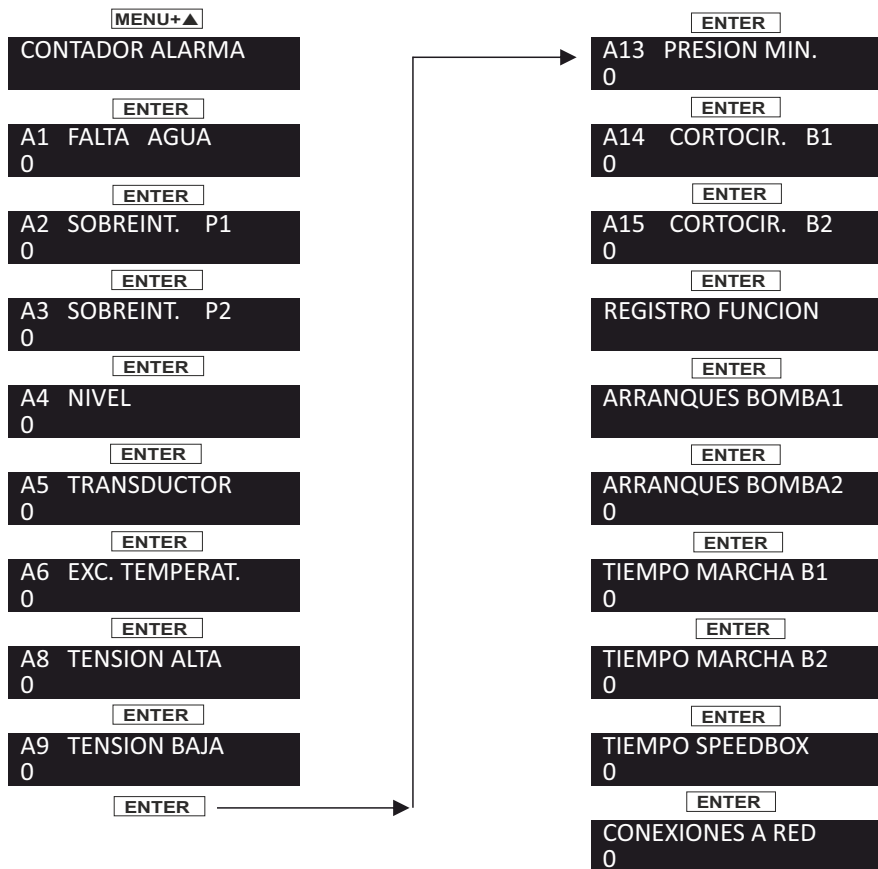 MENU+▲
CONTADOR ALARMA
ENTER
A1 FALTA AGUA
0
ENTER
A2 SOBREINT. P1
0
ENTER
A3 SOBREINT. P2
0
ENTER
A4 NIVEL
0
ENTER
A5 TRANSDUCTOR
0
ENTER
A6 EXC. TEMPERAT.
0
ENTER
A8 TENSION ALTA
0
ENTER
A9 TENSION BAJA
0
ENTER
ENTER
A13 PRESION MIN.
0
ENTER
A14 CORTOCIR. B1
0
ENTER
A15 CORTOCIR. B2
0
ENTER
REGISTRO FUNCION
ENTER
ARRANQUES BOMBA1
ENTER
ARRANQUES BOMBA2
0
ENTER
TIEMPO MARCHA B1
0
ENTER
TIEMPO MARCHA B2
0
ENTER
TIEMPO SPEEDBOX
0
ENTER
CONEXIONES A RED
0